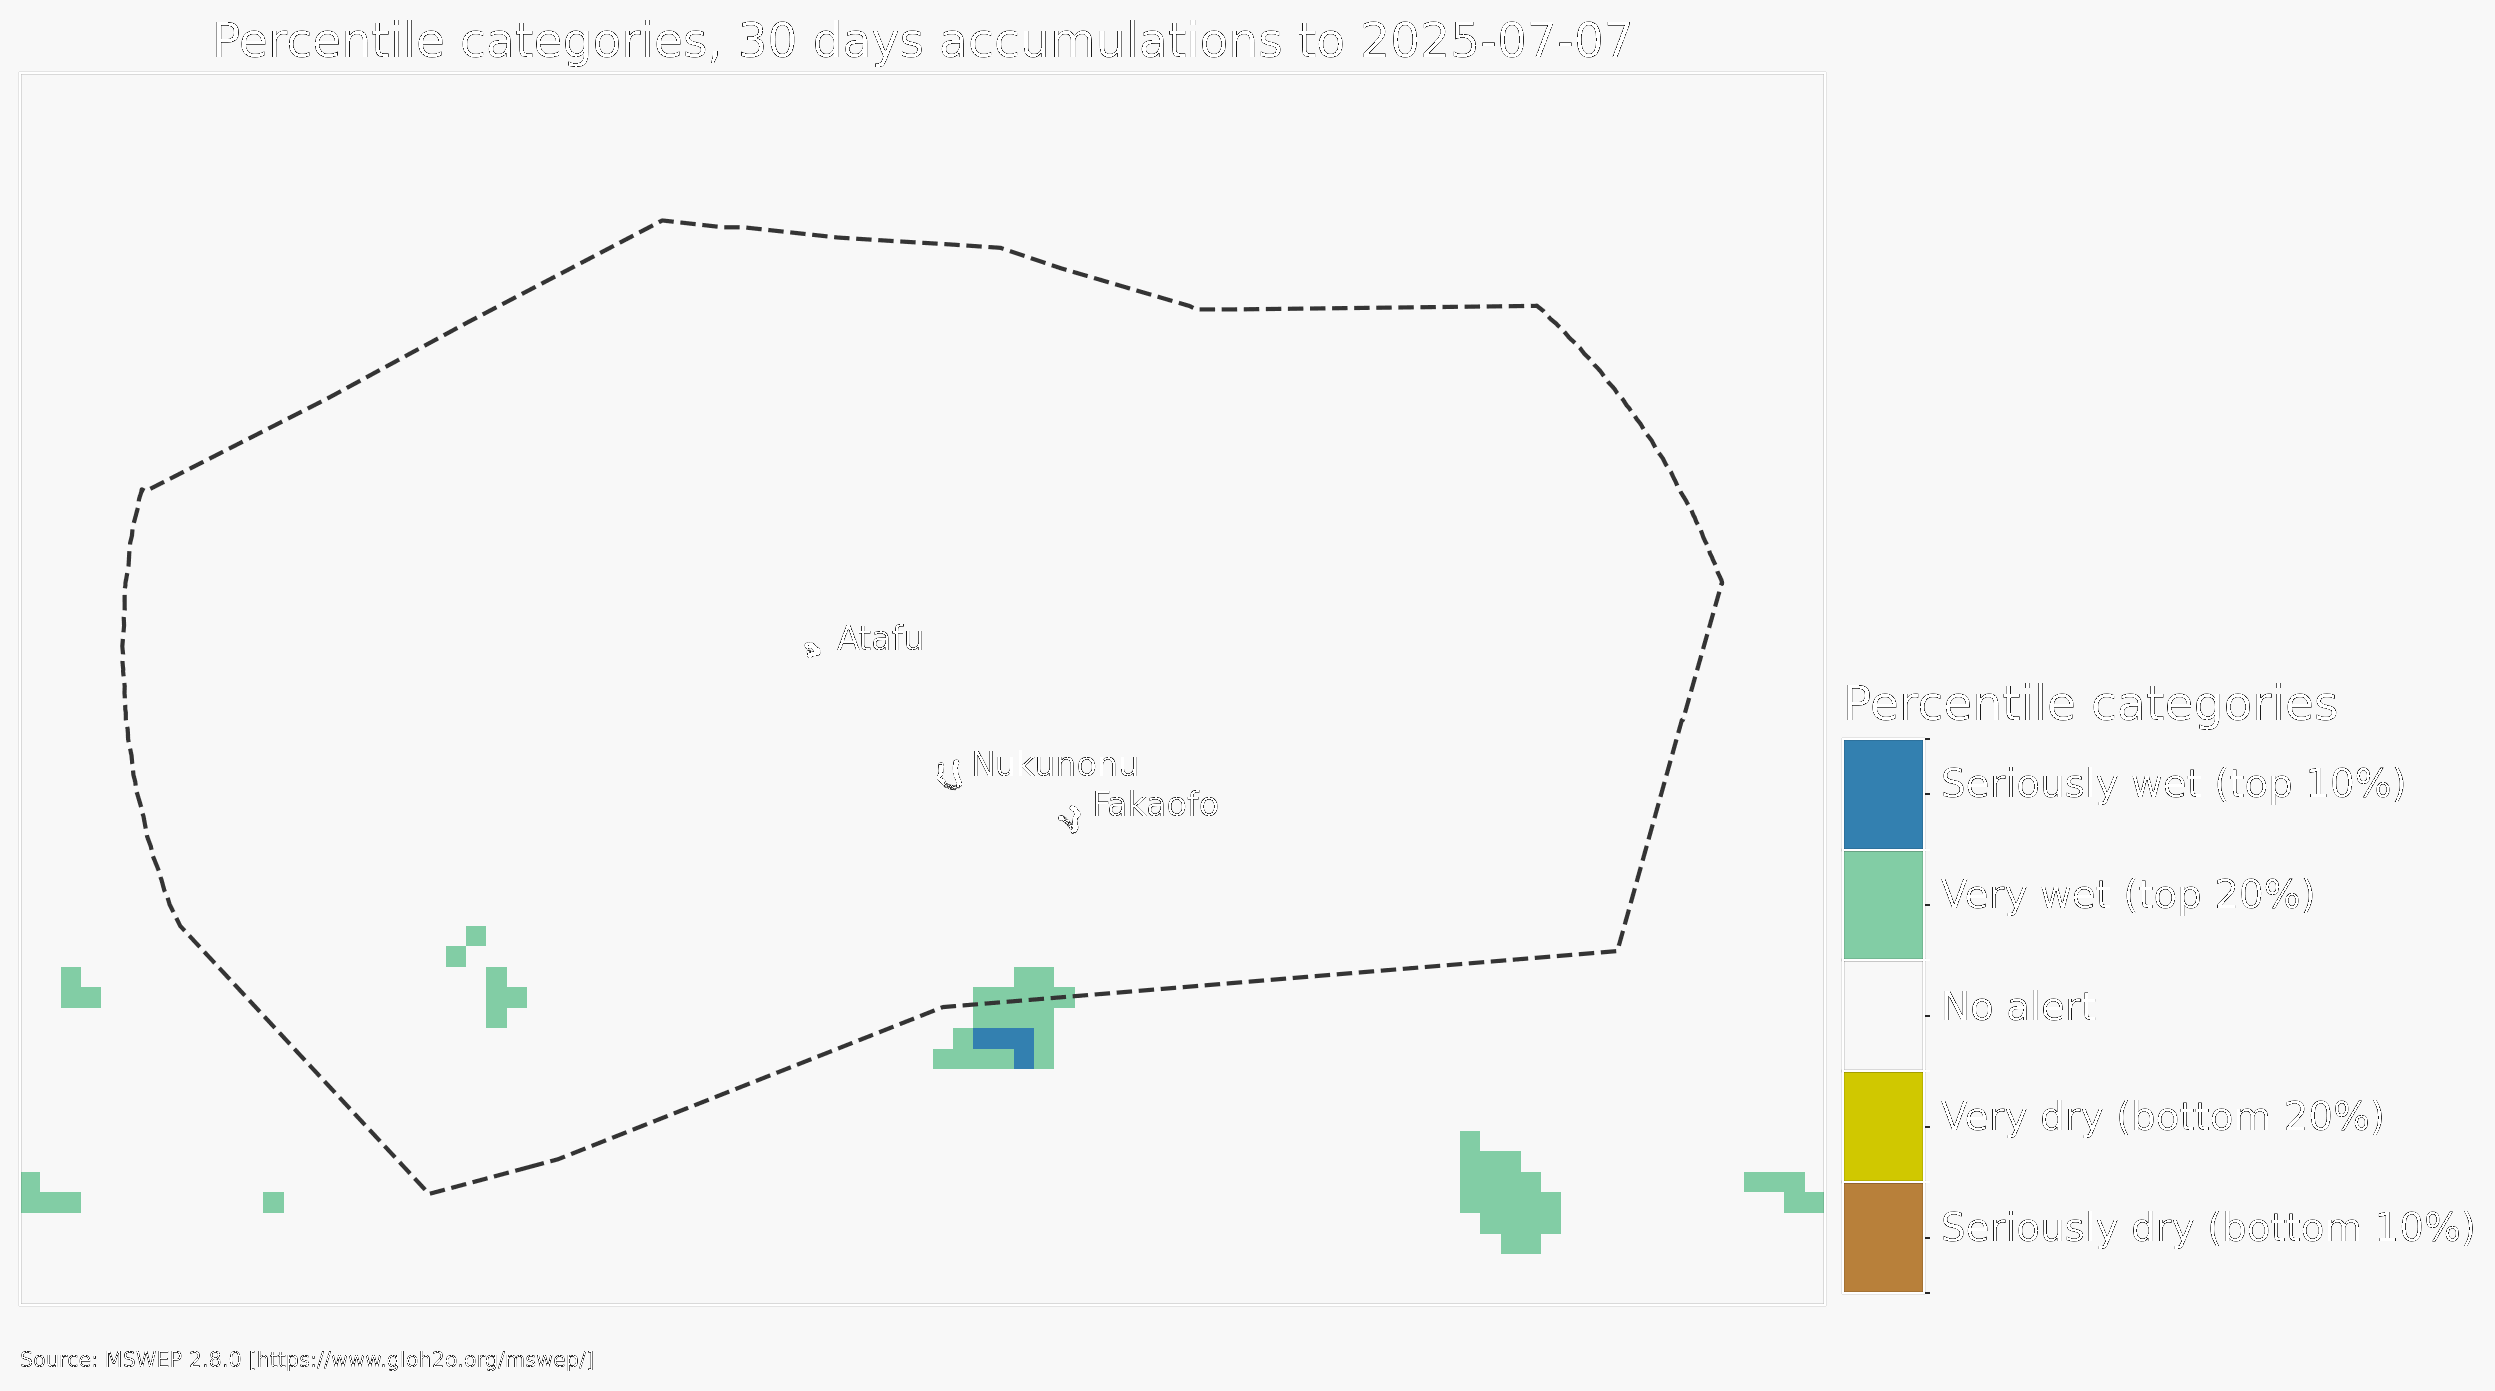 Percentile categories, 30 days accumulations to 2025-07-07
Atafu
Nukunonu
Fakaofo
Percentile categories
Seriously wet (top 10%)
Very wet (top 20%)
No alert
Very dry (bottom 20%)
Seriously dry (bottom 10%)
Source: MSWEP 2.8.0 [https://www.gloh2o.org/mswep/]